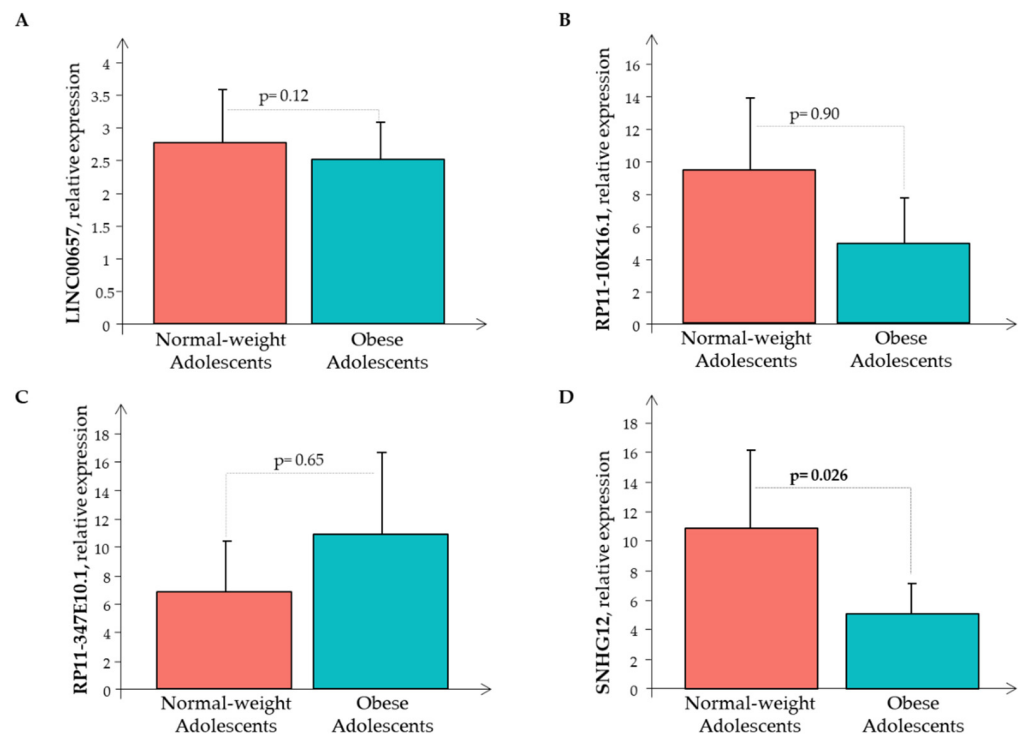 A
LINC00657, relative expression
4
3.5
3
2.5
2
1.5
1
0.5
0
p= 0.12
Normal-weight
Adolescents
Obese
Adolescents
B
RP11-10K16.1, relative expression
16
14
12
10
8
6
4
2
0
p= 0.90
Normal-weight
Adolescents
Obese
Adolescents
C
RP11-347E10.1, relative expression
18
16
14
12
10
8
6
4
2
0
p= 0.65
Normal-weight
Adolescents
Obese
Adolescents
D
SNHG12, relative expression
18
16
14
12
10
8
6
4
2
0
p= 0.026
Normal-weight
Adolescents
Obese
Adolescents